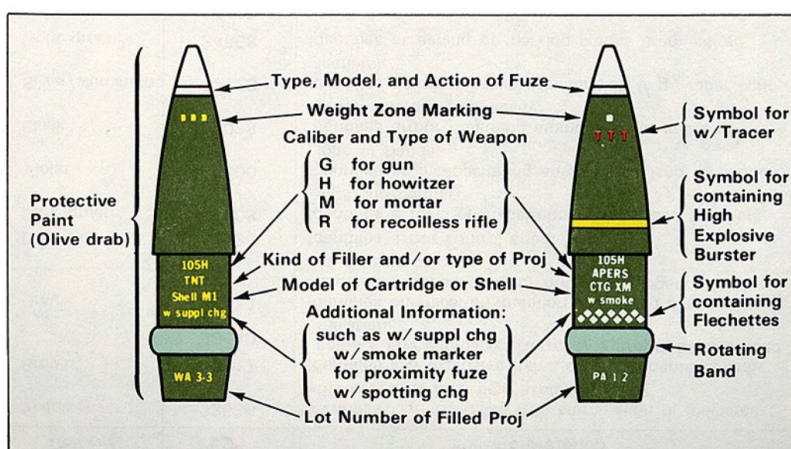 Type, Model, and Action of Fuze
Weight Zone Marking
Caliber and Type of Weapon
G for gun
H for howitzer
M for mortar
R for recoilless rifle
Protective
Paint
(Olive drab)
Kind of Filler and/or type of Proj
Model of Cartridge or Shell
Additional Information:
such as w/suppl chg
w/smoke marker
for proximity fuze
w/spotting chg
Lot Number of Filled Proj
105H
TNT
Shell M1
w suppl chg
WA 3-3
105H
APERS
CTG XM
w smoke
PA 1 2
Symbol for
w/Tracer
Symbol for
containing
High
Explosive
Burster
Symbol for
containing
Flechettes
Rotating
Band